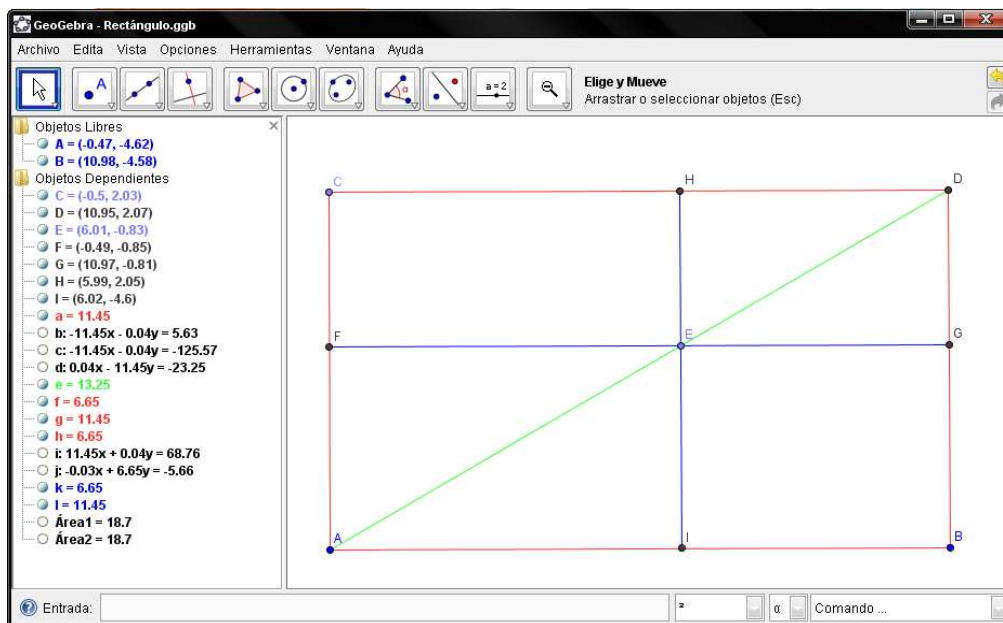 GeoGebra - Rectángulo.ggb
Archivo Edita Vista Opciones Herramientas Ventana Ayuda
A
α
a = 2
Elige y Mueve
Arrastrar o seleccionar objetos (Esc)
Objetos Libres
A = (-0.47, -4.62)
B = (10.98, -4.58)
Objetos Dependientes
C = (-0.5, 2.03)
D = (10.95, 2.07)
E = (6.01, -0.83)
F = (-0.49, -0.85)
G = (10.97, -0.81)
H = (5.99, 2.05)
I = (6.02, -4.6)
a = 11.45
b: -11.45x - 0.04y = 5.63
c: -11.45x - 0.04y = -125.57
d: 0.04x - 11.45y = -23.25
e = 13.25
f = 6.65
g = 11.45
h = 6.65
i: 11.45x + 0.04y = 68.76
j: -0.03x + 6.65y = -5.66
k = 6.65
l = 11.45
Área1 = 18.7
Área2 = 18.7
C H D
F E G
A I B
Entrada: ² α Comando ...